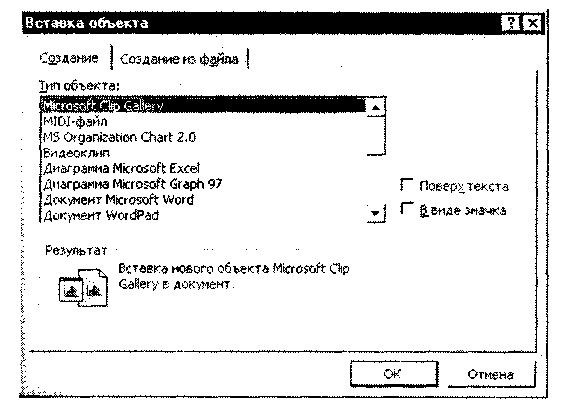 Вставка объекта
Создание
Создание из файла
Тип объекта:
Microsoft Clip Gallery
MIDI-файл
MS Organization Chart 2.0
Видеоклип
Диаграмма Microsoft Excel
Диаграмма Microsoft Graph 97
Документ Microsoft Word
Документ WordPad
Поверх текста
В виде значка
Результат
Вставка нового объекта Microsoft Clip
Gallery в документ.
ОК
Отмена